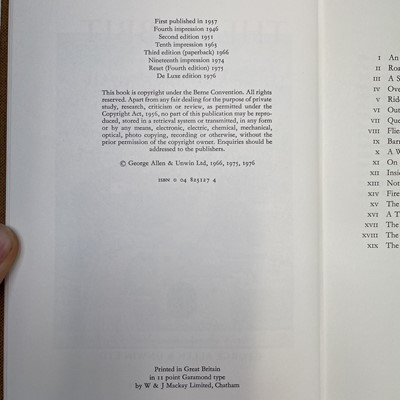 First published in 1937
Fourth impression 1946
Second edition 1951
Tenth impression 1963
Third edition (paperback) 1966
Nineteenth impression 1974
Reset (Fourth edition) 1975
De Luxe edition 1976
This book is copyright under the Berne Convention. All rights
reserved. Apart from any fair dealing for the purpose of private
study, research, criticism or review, as permitted under the
Copyright Act, 1956, no part of this publication may be repro-
duced, stored in a retrieval system or transmitted, in any form
or by any means, electronic, electric, chemical, mechanical,
optical, photo copying, recording or otherwise, without the
prior permission of the copyright owner. Enquiries should be
addressed to the publishers.
© George Allen & Unwin Ltd, 1966, 1975, 1976
ISBN 0 04 823127 4
Printed in Great Britain
in 11 point Garamond type
by W & J Mackay Limited, Chatham
I An
II Roa
III A S
IV Ove
V Ridd
VI Out
VII Que
VIII Flie
IX Barr
X A W
XI On
XII Insid
XIII Not
XIV Fire
XV The
XVI A T
XVII The
XVIII The
XIX The